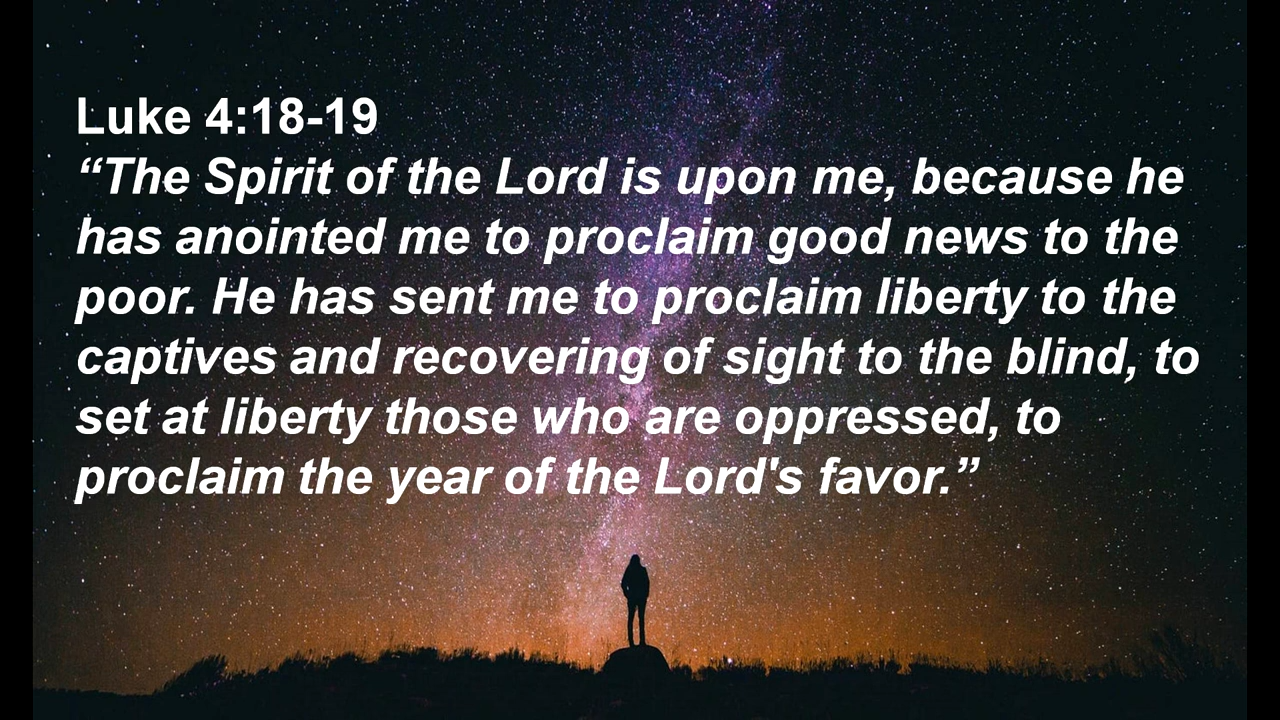 Luke 4:18-19
“The Spirit of the Lord is upon me, because he
has anointed me to proclaim good news to the
poor. He has sent me to proclaim liberty to the
captives and recovering of sight to the blind, to
set at liberty those who are oppressed, to
proclaim the year of the Lord's favor.”